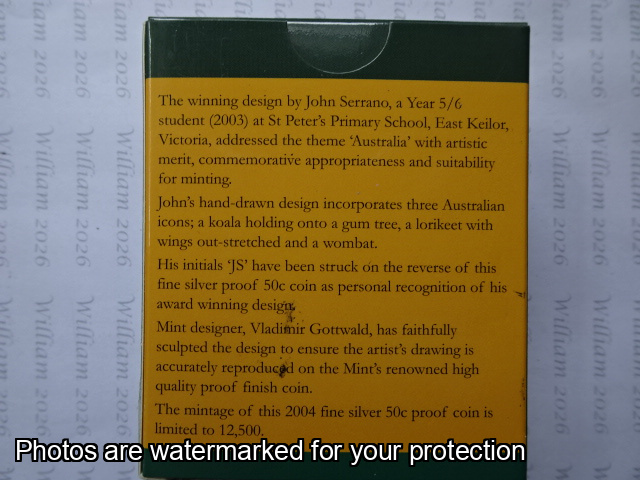 The winning design by John Serrano, a Year 5/6
student (2003) at St Peter's Primary School, East Keilor,
Victoria, addressed the theme 'Australia' with artistic
merit, commemorative appropriateness and suitability
for minting.
John's hand-drawn design incorporates three Australian
icons; a koala holding onto a gum tree, a lorikeet with
wings out-stretched and a wombat.
His initials 'JS' have been struck on the reverse of this
fine silver proof 50c coin as personal recognition of his
award winning design.
Mint designer, Vladimir Gottwald, has faithfully
sculpted the design to ensure the artist's drawing is
accurately reproduced on the Mint's renowned high
quality proof finish coin.
The mintage of this 2004 fine silver 50c proof coin is
limited to 12,500.
Photos are watermarked for your protection
William 2026